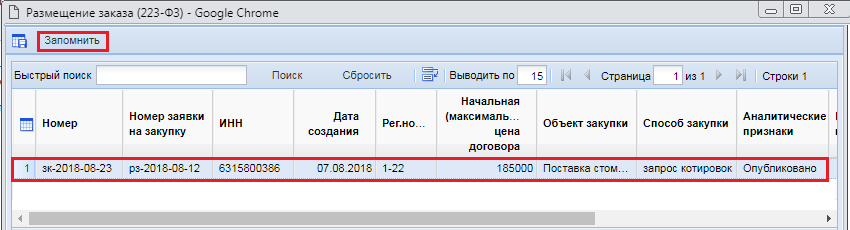 Размещение заказа (223-ФЗ) - Google Chrome
Запомнить
Быстрый поиск Поиск Сбросить Выводить по 15 Страница 1 из 1 Строки 1
Номер
Номер заявки
на закупку
ИНН
Дата
создания
Рег.но...
Начальная
(максималь...
цена
договора
Объект закупки
Способ закупки
Аналитические
признаки
1 зк-2018-08-23 рз-2018-08-12 6315800386 07.08.2018 1-22 185000 Поставка стом... запрос котировок Опубликовано